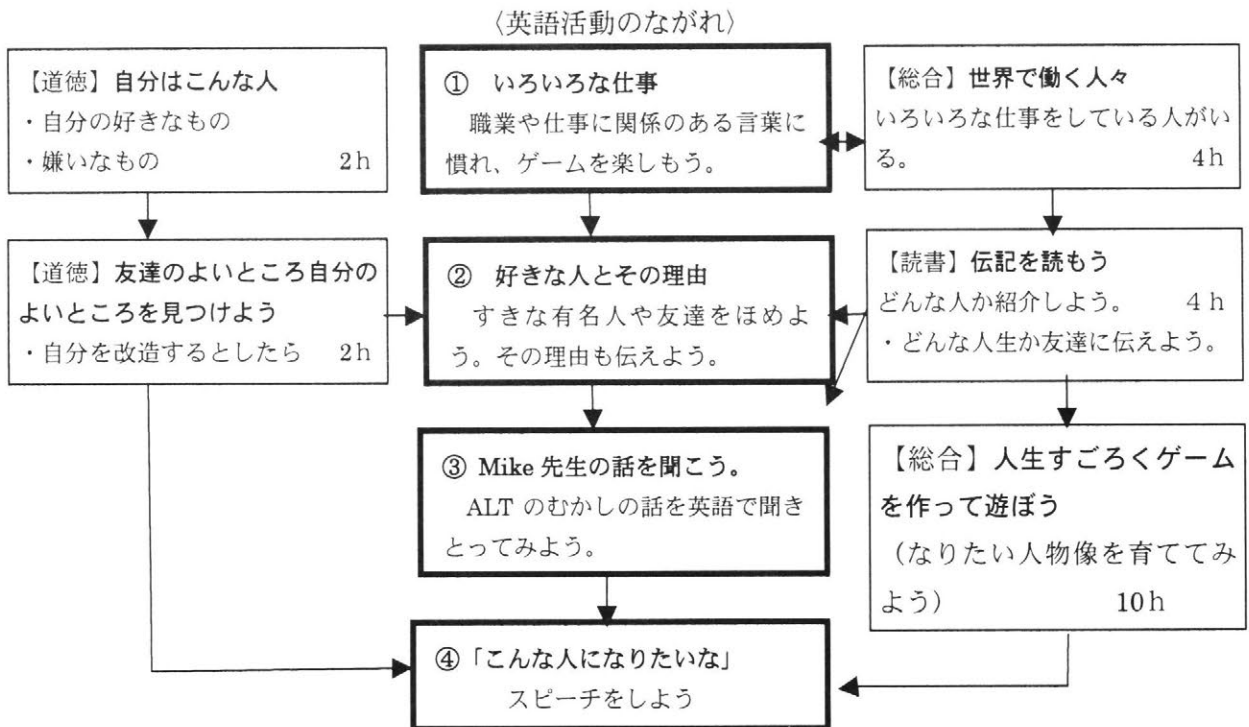 〈英語活動のながれ〉
【道徳】自分はこんな人
・自分の好きなもの
・嫌いなもの 2h
① いろいろな仕事
職業や仕事に関係のある言葉に
慣れ、ゲームを楽しもう。
【総合】世界で働く人々
いろいろな仕事をしている人がい
る。 4h
【道徳】友達のよいところ自分の
よいところを見つけよう
・自分を改造するとしたら 2h
② 好きな人とその理由
すきな有名人や友達をほめよ
う。その理由も伝えよう。
【読書】伝記を読もう
どんな人か紹介しよう。 4h
・どんな人生か友達に伝えよう。
③ Mike 先生の話を聞こう。
ALT のむかしの話を英語で聞き
とってみよう。
【総合】人生すごろくゲーム
を作って遊ぼう
（なりたい人物像を育ててみ
よう） 10h
④「こんな人になりたいな」
スピーチをしよう